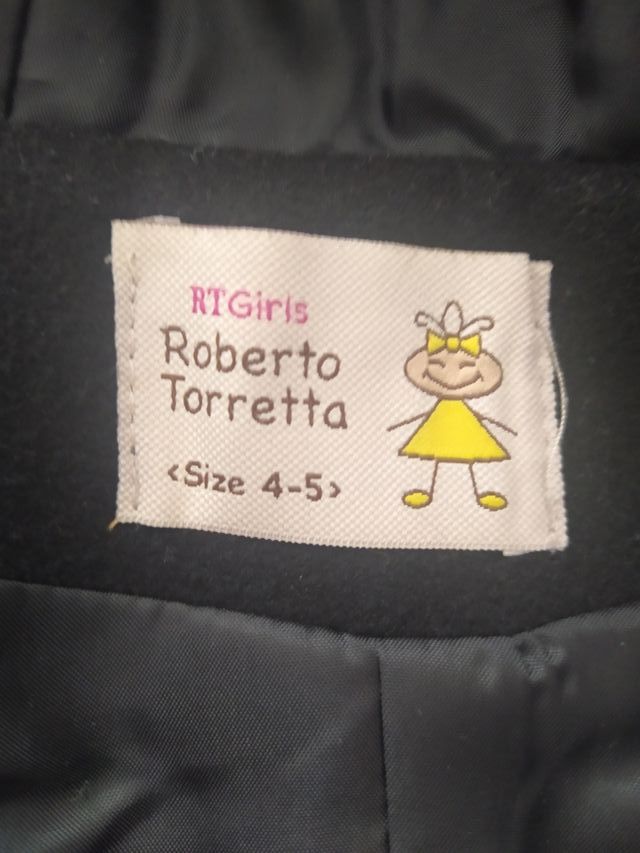 RTGirls
Roberto
Torretta
<Size 4-5>